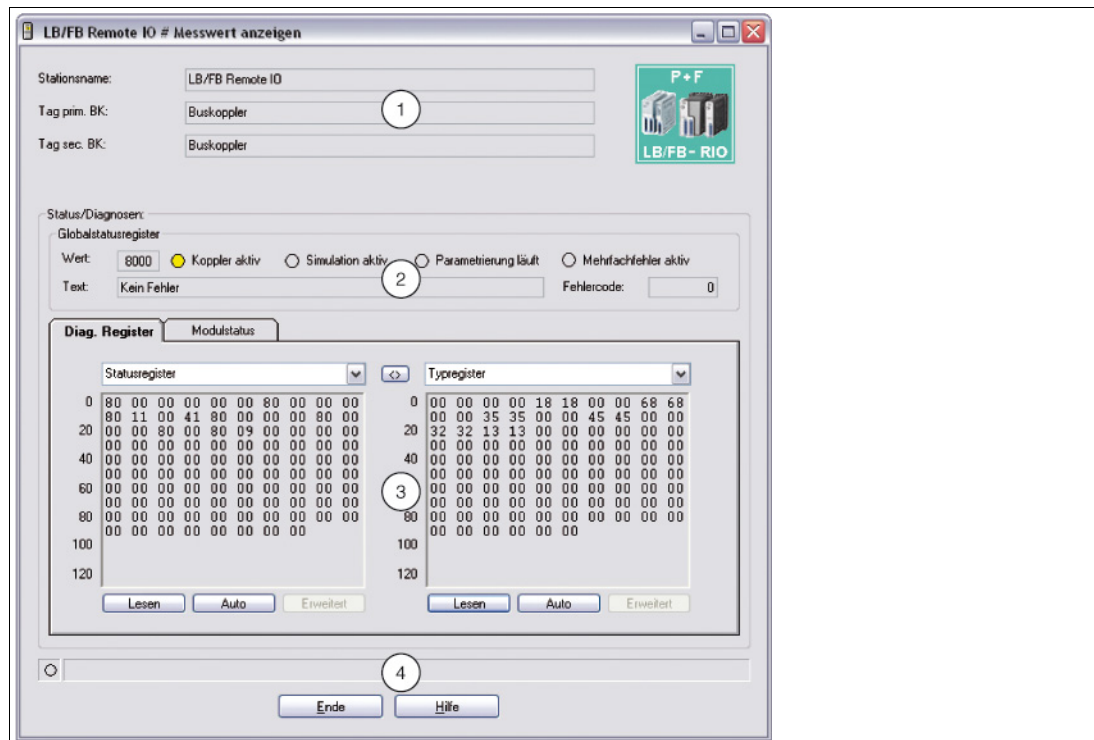 LB/FB Remote IO # Messwert anzeigen
Stationsname: LB/FB Remote IO
Tag prim. BK: Buskoppler
Tag sec. BK: Buskoppler
1
P+F
LB/FB-RIO
Status/Diagnosen:
Globalstatusregister
Wert: 8000 Koppler aktiv Simulation aktiv Parametrierung läuft Mehrfachfehler aktiv
2
Text: Kein Fehler Fehlercode: 0
Diag. Register Modulstatus
Statusregister <> Typregister
0 80 00 00 00 00 00 80 00 00 00 0 00 00 00 00 18 18 00 00 68 68
80 11 00 41 80 00 00 00 80 00 00 00 35 35 00 00 45 45 00 00
20 00 00 80 00 80 09 00 00 00 00 20 32 32 13 13 00 00 00 00 00 00
00 00 00 00 00 00 00 00 00 00 00 00 00 00 00 00 00 00 00 00
40 00 00 00 00 00 00 00 00 00 00 40 00 00 00 00 00 00 00 00 00 00
00 00 00 00 00 00 00 00 00 00 00 00 00 00 00 00 00 00 00 00
60 00 00 00 00 00 00 00 00 00 00 00 00 00 00 00 00 00 00 00 00
3
00 00 00 00 00 00 00 00 00 00 00 00 00 00 00 00 00 00 00 00
80 00 00 00 00 00 00 00 00 00 00 80 00 00 00 00 00 00 00 00 00 00
00 00 00 00 00 00 00 00 00 00 00 00 00 00
100 100
120 120
Lesen Auto Erweitert Lesen Auto Erweitert
4
Ende Hilfe